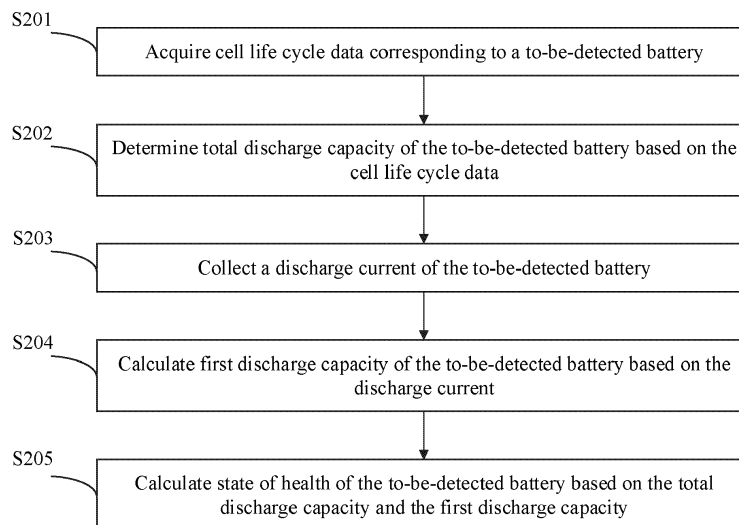 S201
Acquire cell life cycle data corresponding to a to-be-detected battery
S202
Determine total discharge capacity of the to-be-detected battery based on the
cell life cycle data
S203
Collect a discharge current of the to-be-detected battery
S204
Calculate first discharge capacity of the to-be-detected battery based on the
discharge current
S205
Calculate state of health of the to-be-detected battery based on the total
discharge capacity and the first discharge capacity